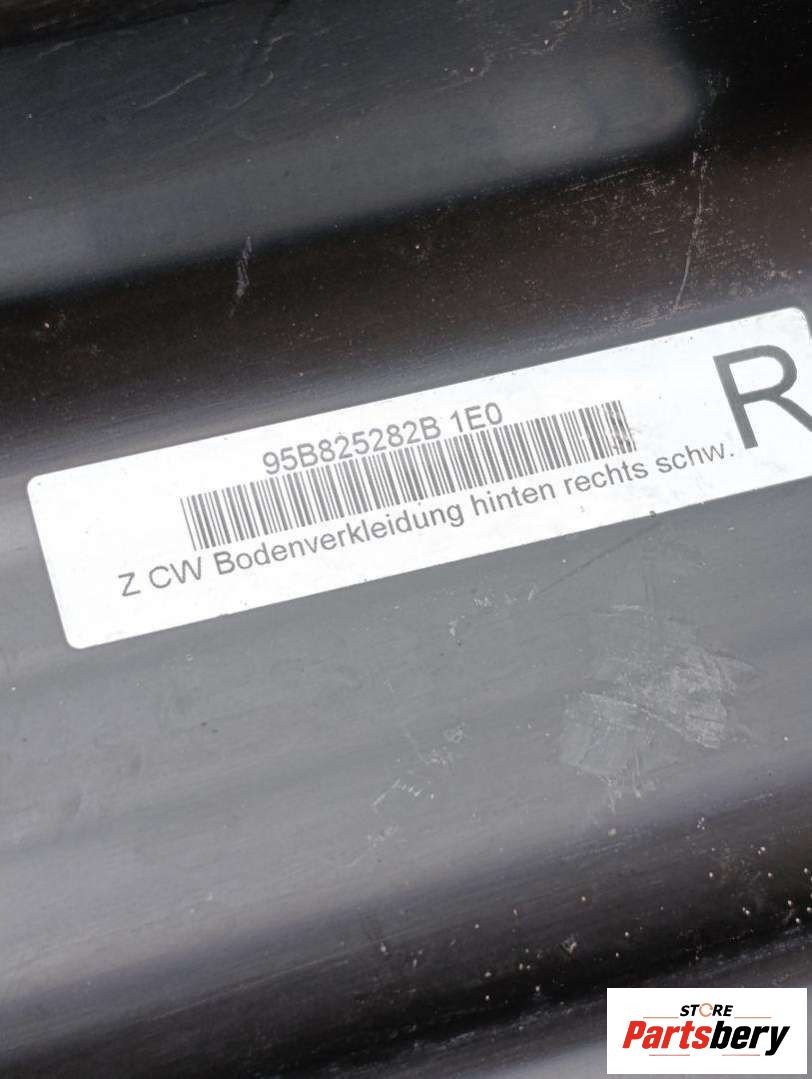 R
95B825282B 1E0
Z CW Bodenverkleidung hinten rechts schw.
STORE
Partsbery